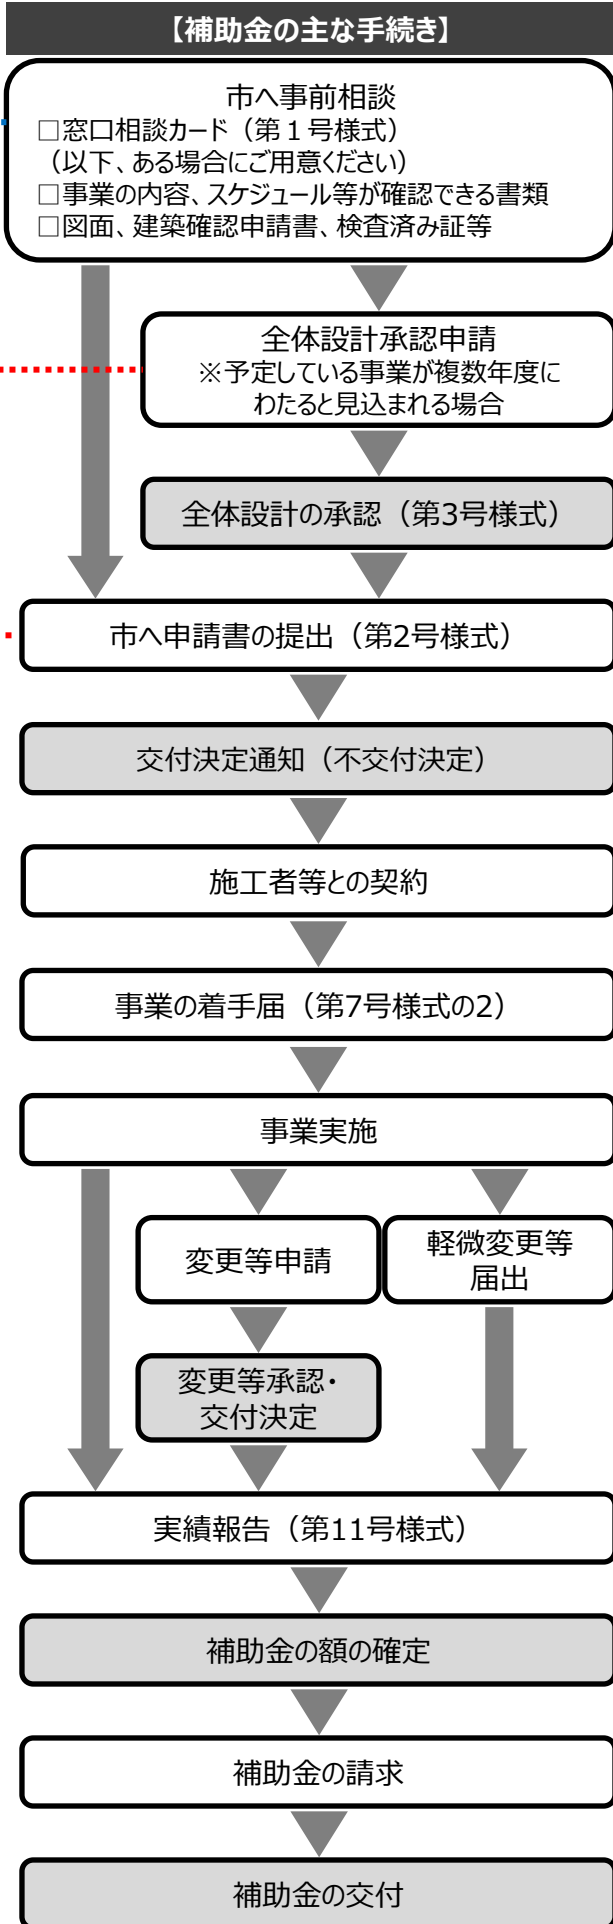 【補助金の主な手続き】
市へ事前相談
□窓口相談カード（第１号様式）
（以下、ある場合にご用意ください）
□事業の内容、スケジュール等が確認できる書類
□図面、建築確認申請書、検査済み証等
全体設計承認申請
※予定している事業が複数年度に
わたると見込まれる場合
全体設計の承認（第3号様式）
市へ申請書の提出（第2号様式）
交付決定通知（不交付決定）
施工者等との契約
事業の着手届（第7号様式の2）
事業実施
変更等申請
軽微変更等
届出
変更等承認・
交付決定
実績報告（第11号様式）
補助金の額の確定
補助金の請求
補助金の交付